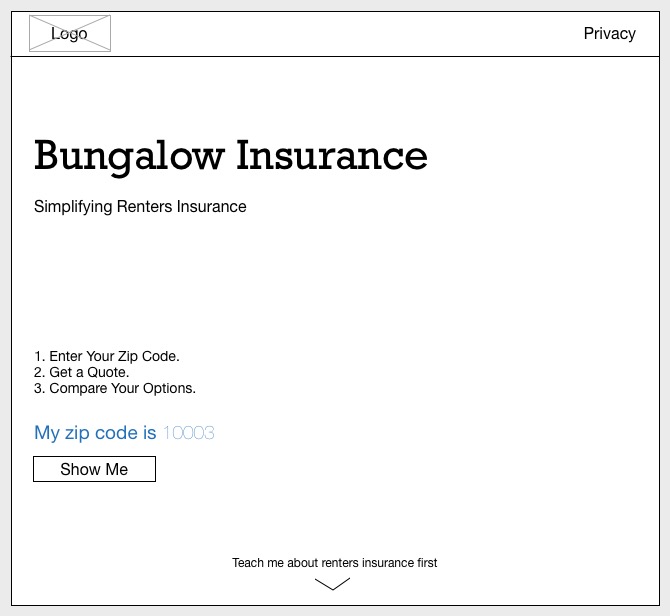 Logo
Privacy
Bungalow Insurance
Simplifying Renters Insurance
1. Enter Your Zip Code.
2. Get a Quote.
3. Compare Your Options.
My zip code is 10003
Show Me
Teach me about renters insurance first